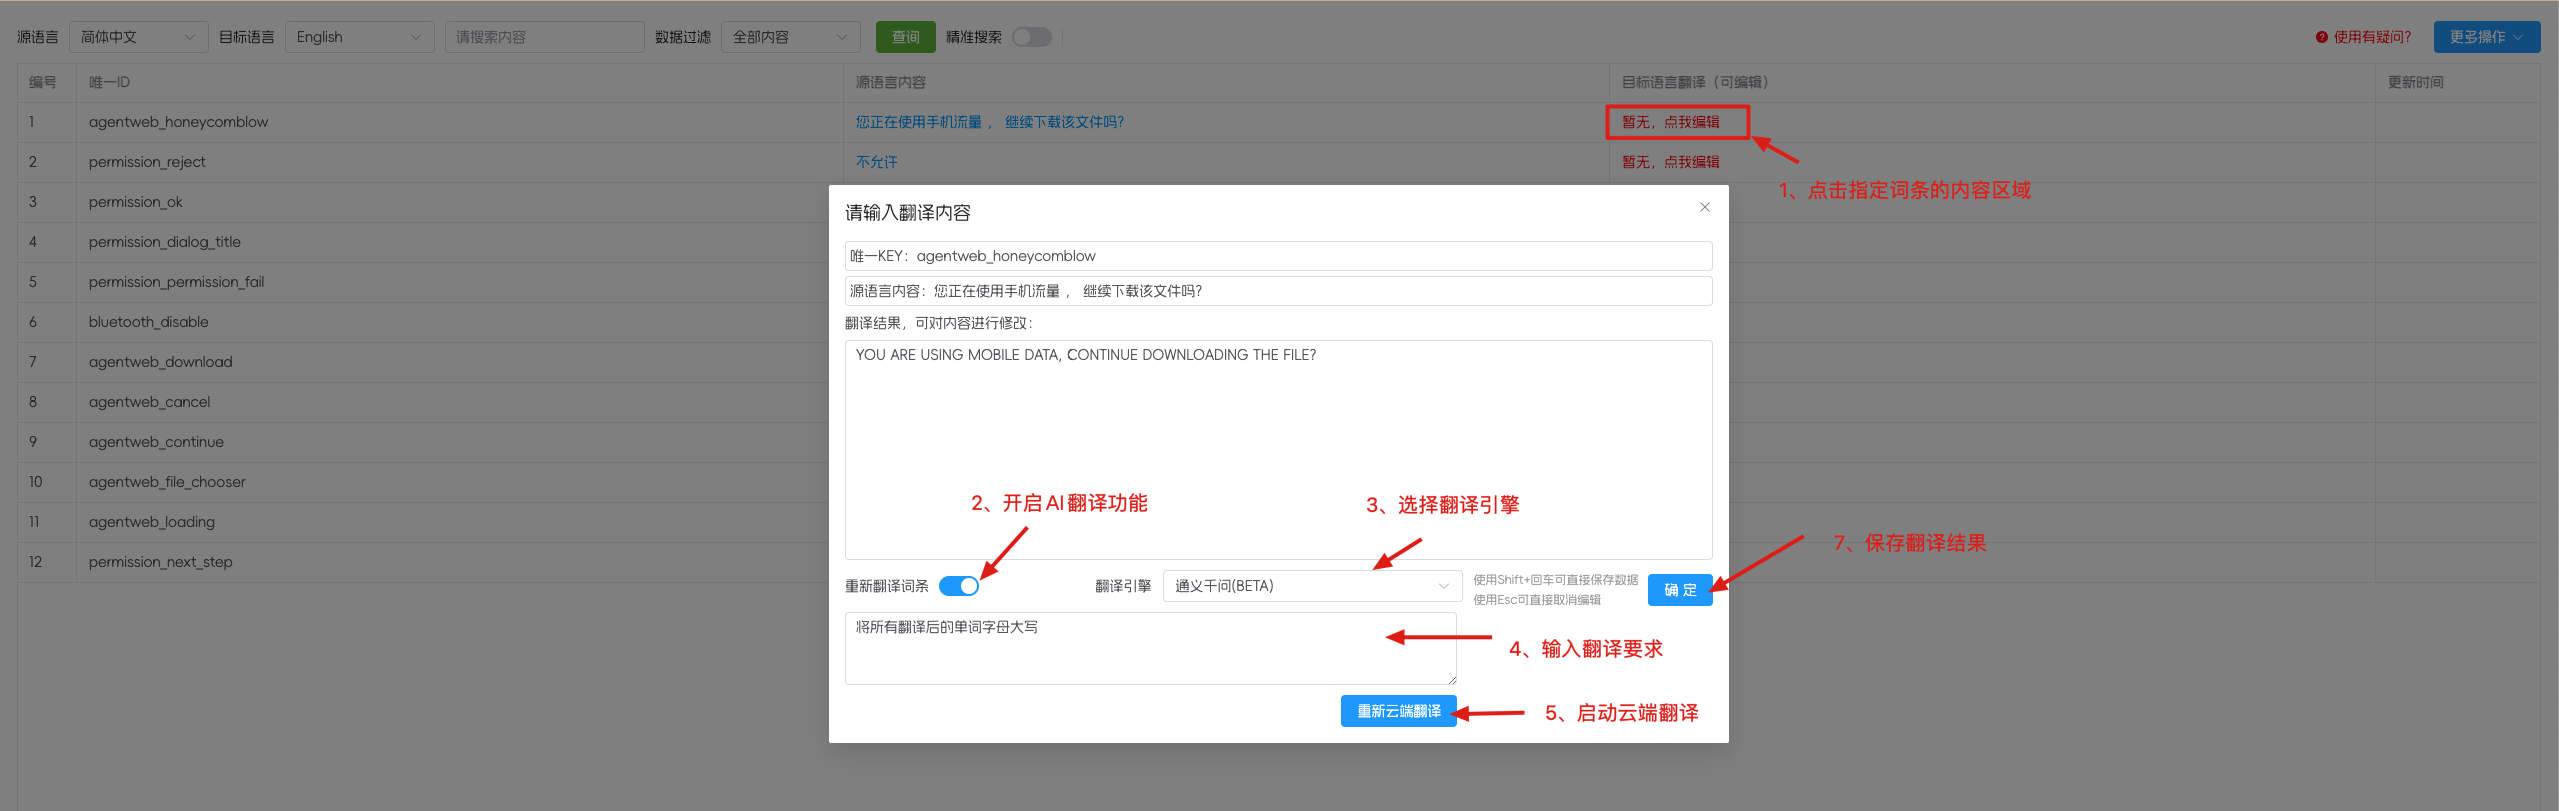 源语言 简体中文 目标语言 English 请搜索内容 数据过滤 全部内容 查询 精准搜索 使用有疑问? 更多操作
编号 唯一ID 源语言内容 目标语言翻译（可编辑） 更新时间
1 agentweb_honeycomblow 您正在使用手机流量 ， 继续下载该文件吗? 暂无，点我编辑
2 permission_reject 不允许 暂无，点我编辑
1、点击指定词条的内容区域
3 permission_ok
4 permission_dialog_title
5 permission_permission_fail
6 bluetooth_disable
7 agentweb_download
8 agentweb_cancel
9 agentweb_continue
10 agentweb_file_chooser
11 agentweb_loading
12 permission_next_step
请输入翻译内容
唯一KEY：agentweb_honeycomblow
源语言内容：您正在使用手机流量 ， 继续下载该文件吗?
翻译结果，可对内容进行修改：
YOU ARE USING MOBILE DATA, CONTINUE DOWNLOADING THE FILE?
2、开启AI翻译功能
3、选择翻译引擎
7、保存翻译结果
重新翻译词条 翻译引擎 通义千问(BETA) 使用Shift+回车可直接保存数据
使用Esc可直接取消编辑
确 定
将所有翻译后的单词字母大写
4、输入翻译要求
重新云端翻译
5、启动云端翻译